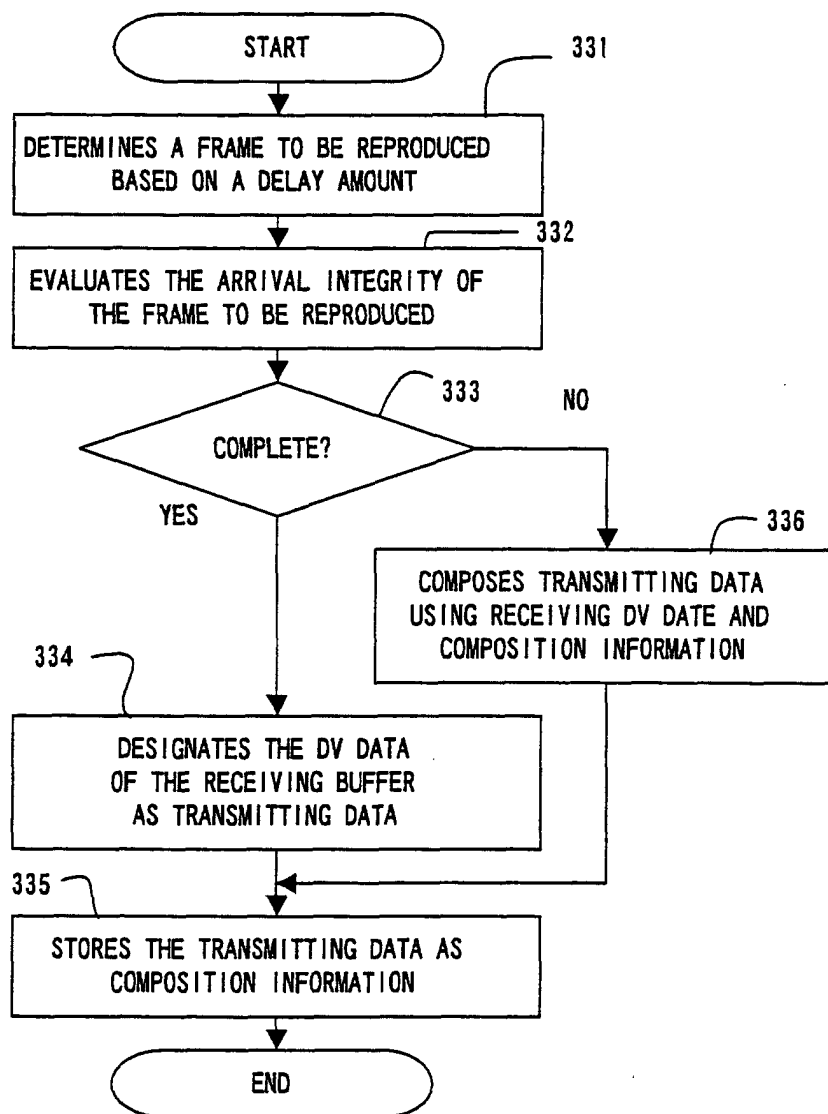 START
331
DETERMINES A FRAME TO BE REPRODUCED
BASED ON A DELAY AMOUNT
332
EVALUATES THE ARRIVAL INTEGRITY OF
THE FRAME TO BE REPRODUCED
333
NO
COMPLETE?
YES
336
COMPOSES TRANSMITTING DATA
USING RECEIVING DV DATE AND
COMPOSITION INFORMATION
334
DESIGNATES THE DV DATA
OF THE RECEIVING BUFFER
AS TRANSMITTING DATA
335
STORES THE TRANSMITTING DATA AS
COMPOSITION INFORMATION
END